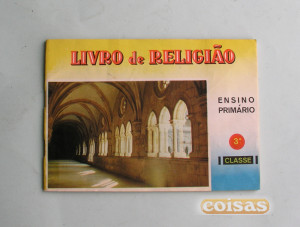 LIVRO de RELIGIÃO
ENSINO
PRIMÁRIO
3ª
CLASSE
coisas